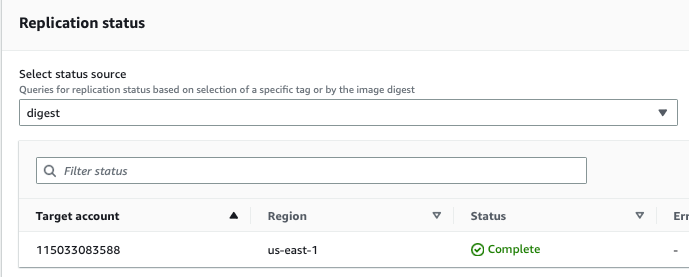 Replication status
Select status source
Queries for replication status based on selection of a specific tag or by the image digest
digest
Filter status
Target account Region Status Err
115033083588 us-east-1 Complete -